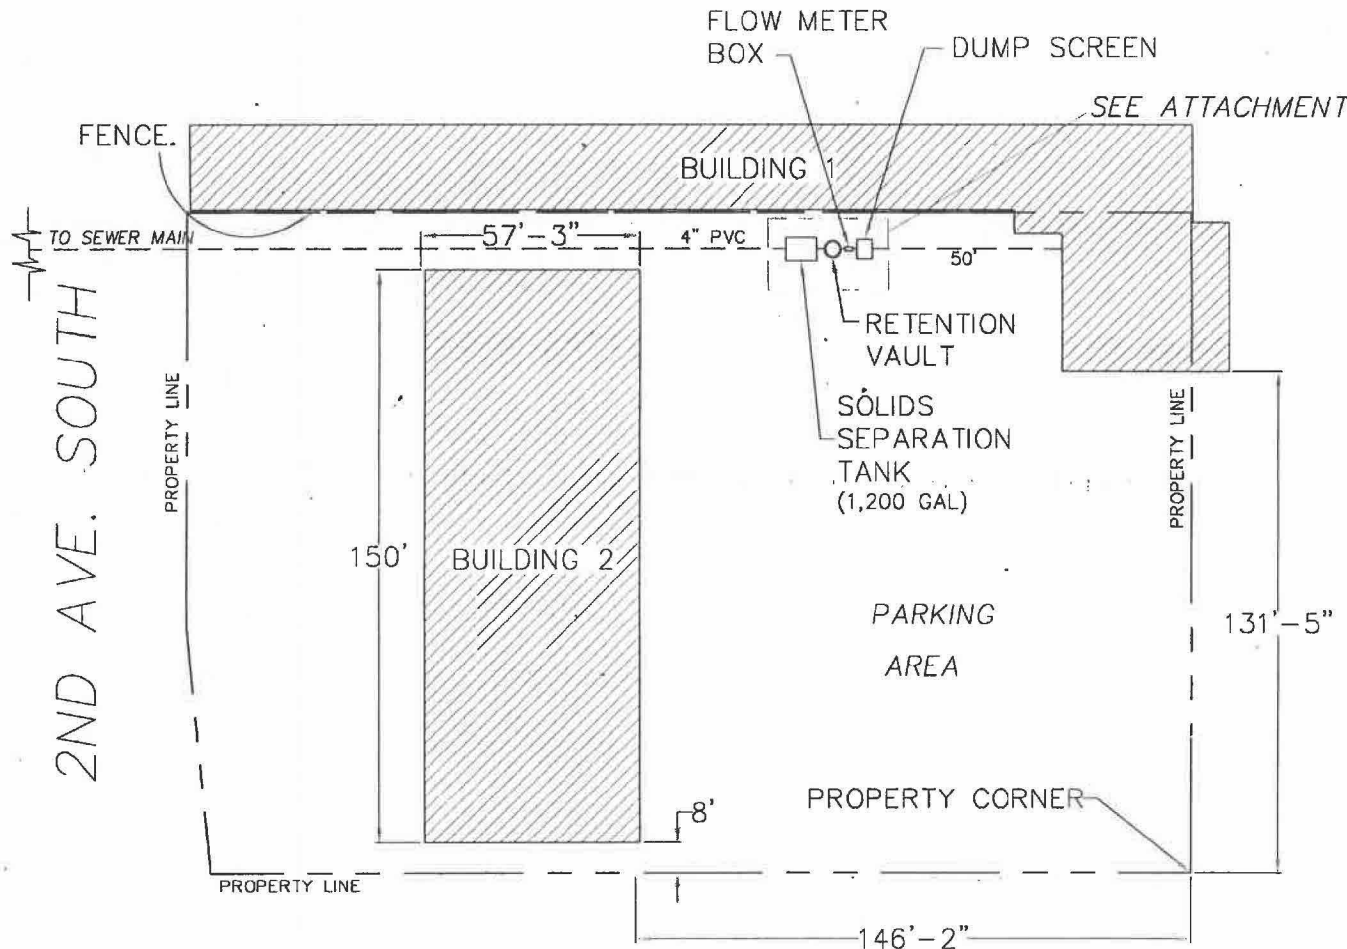 FLOW METER
BOX
DUMP SCREEN
SEE ATTACHMENT
FENCE.
BUILDING 1
TO SEWER MAIN
57'-3"
4" PVC
50'
RETENTION
VAULT
SOLIDS
SEPARATION
TANK
(1,200 GAL)
2ND AVE. SOUTH
PROPERTY LINE
PROPERTY LINE
150'
BUILDING 2
PARKING
AREA
131'-5"
8'
PROPERTY CORNER
PROPERTY LINE
146'-2"